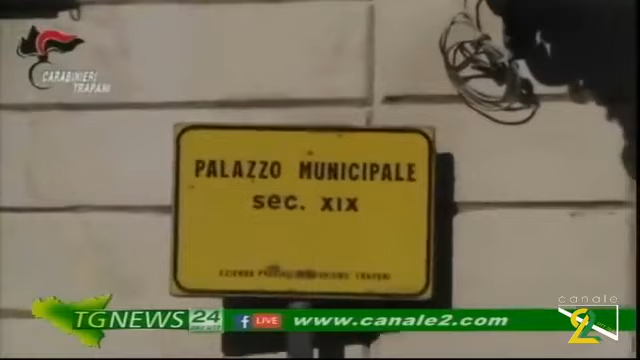 CARABINIERI
TRAPANI
PALAZZO MUNICIPALE
sec. XIX
TRAPANI
TGNEWS 24
LIVE
www.canale2.com
canale
2